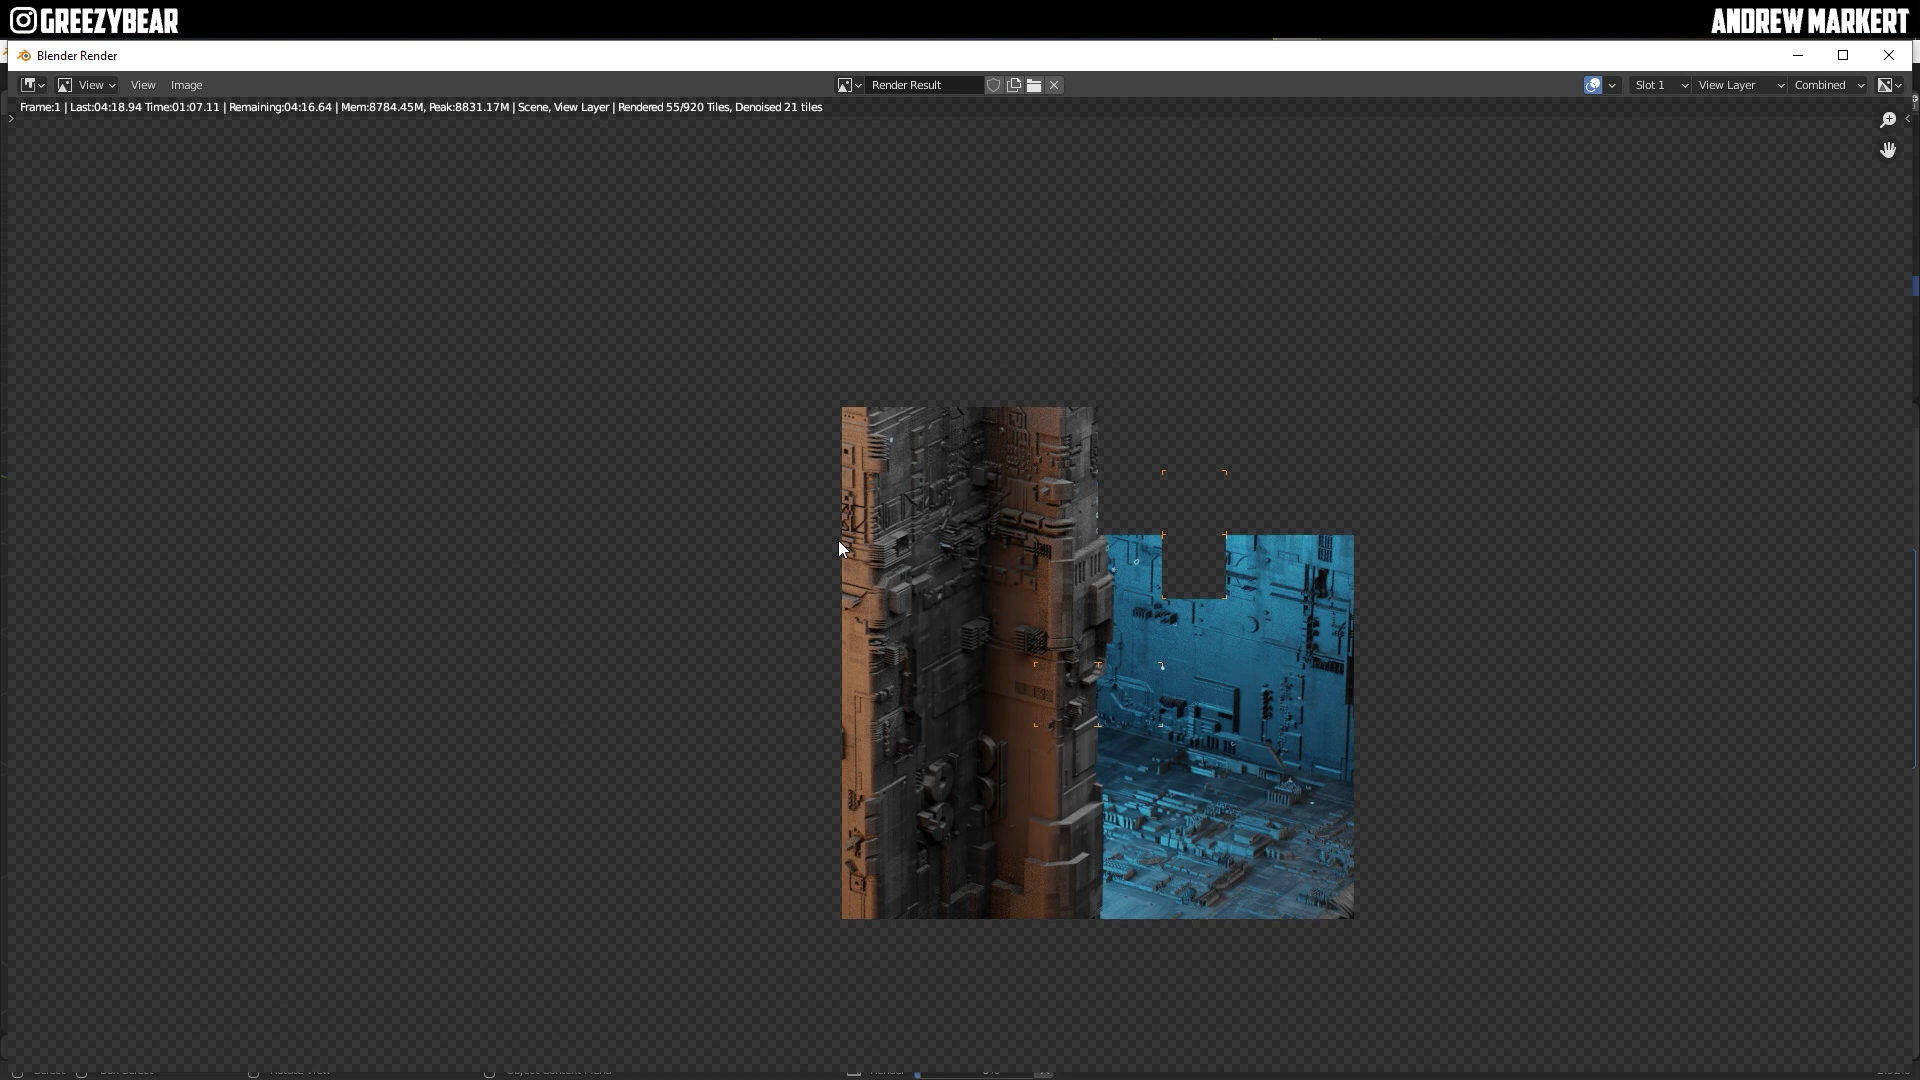 GREEZYBEAR
ANDREW MARKERT
Blender Render
View View Image Render Result Slot 1 View Layer Combined
Frame:1 | Last:04:18.94 Time:01:07.11 | Remaining:04:16.64 | Mem:8784.45M, Peak:8831.17M | Scene, View Layer | Rendered 55/920 Tiles, Denoised 21 tiles